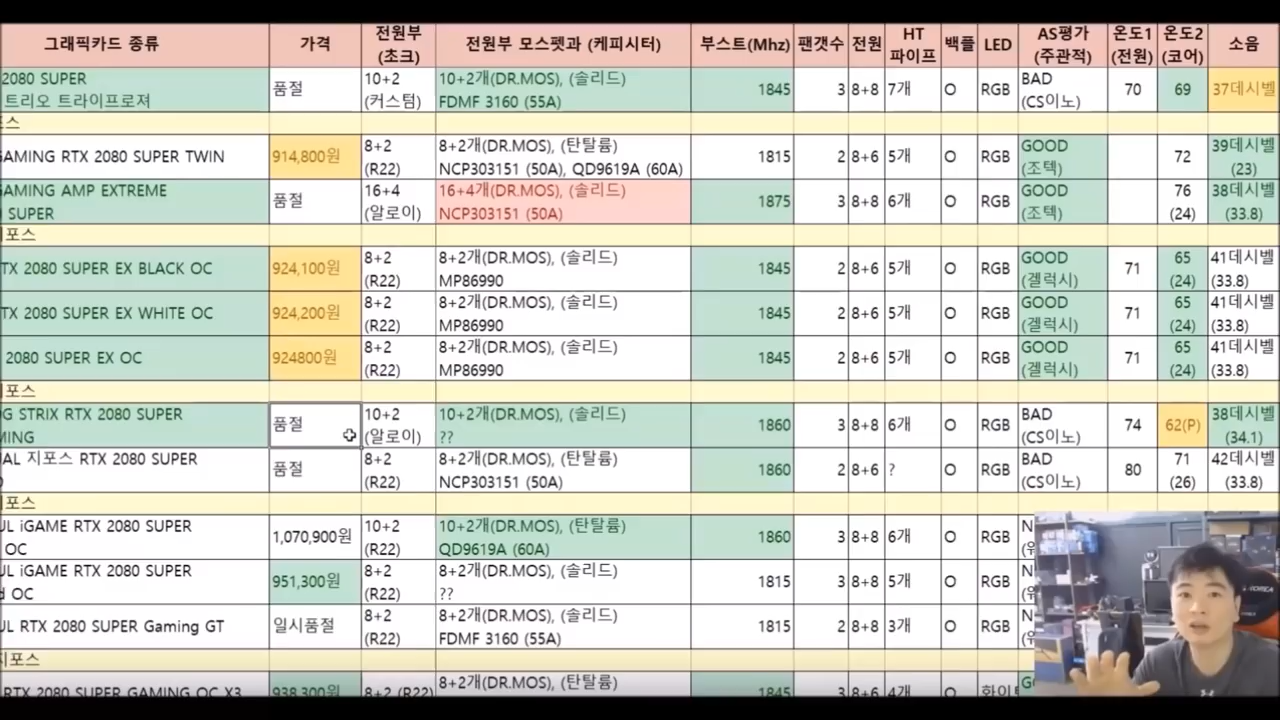 그래픽카드 종류 가격 전원부 (초크) 전원부 모스펫과 (케피시터) 부스트(Mhz) 팬갯수 전원 HT 파이프 백플 LED AS평가 (주관적) 온도1 (전원) 온도2 (코어) 소음
2080 SUPER 품절 10+2 10+2개(DR.MOS), (솔리드) 1845 3 8+8 7개 O RGB BAD 70 69 37데시벨
트리오 트라이프로져 (커스텀) FDMF 3160 (55A) (CS이노)
포스
GAMING RTX 2080 SUPER TWIN 914,800원 8+2 8+2개(DR.MOS), (탄탈륨) 1815 2 8+6 5개 O RGB GOOD 72 39데시벨
(R22) NCP303151 (50A), QD9619A (60A) (조텍) (23)
GAMING AMP EXTREME 품절 16+4 16+4개(DR.MOS), (솔리드) 1875 3 8+8 6개 O RGB GOOD 76 38데시벨
SUPER (알로이) NCP303151 (50A) (조텍) (24) (33.8)
지포스
TX 2080 SUPER EX BLACK OC 924,100원 8+2 8+2개(DR.MOS), (솔리드) 1845 2 8+6 5개 O RGB GOOD 71 65 41데시벨
(R22) MP86990 (겔럭시) (24) (33.8)
TX 2080 SUPER EX WHITE OC 924,200원 8+2 8+2개(DR.MOS), (솔리드) 1845 2 8+6 5개 O RGB GOOD 71 65 41데시벨
(R22) MP86990 (겔럭시) (24) (33.8)
2080 SUPER EX OC 924800원 8+2 8+2개(DR.MOS), (솔리드) 1845 2 8+6 5개 O RGB GOOD 71 65 41데시벨
(R22) MP86990 (겔럭시) (24) (33.8)
지포스
OG STRIX RTX 2080 SUPER 품절 10+2 10+2개(DR.MOS), (솔리드) 1860 3 8+8 6개 O RGB BAD 74 62(P) 38데시벨
MING (알로이) ?? (CS이노) (34.1)
UAL 지포스 RTX 2080 SUPER 품절 8+2 8+2개(DR.MOS), (탄탈륨) 1860 2 8+6 ? O RGB BAD 80 71 42데시벨
(R22) NCP303151 (50A) (CS이노) (26) (33.8)
지포스
UL iGAME RTX 2080 SUPER 1,070,900원 10+2 10+2개(DR.MOS), (탄탈륨) 1860 3 8+8 6개 O RGB
OC (R22) QD9619A (60A)
UL iGAME RTX 2080 SUPER 951,300원 8+2 8+2개(DR.MOS), (솔리드) 1815 3 8+8 5개 O RGB
d OC (R22) ??
UL RTX 2080 SUPER Gaming GT 일시품절 8+2 8+2개(DR.MOS), (솔리드) 1815 2 8+8 3개 O RGB
(R22) FDMF 3160 (55A)
지포스
RTX 2080 SUPER GAMING OC X3 938,300원 8+2 (R22) 8+2개(DR.MOS), (탄탈륨) 1845 3 8+6 4개 O 화이트